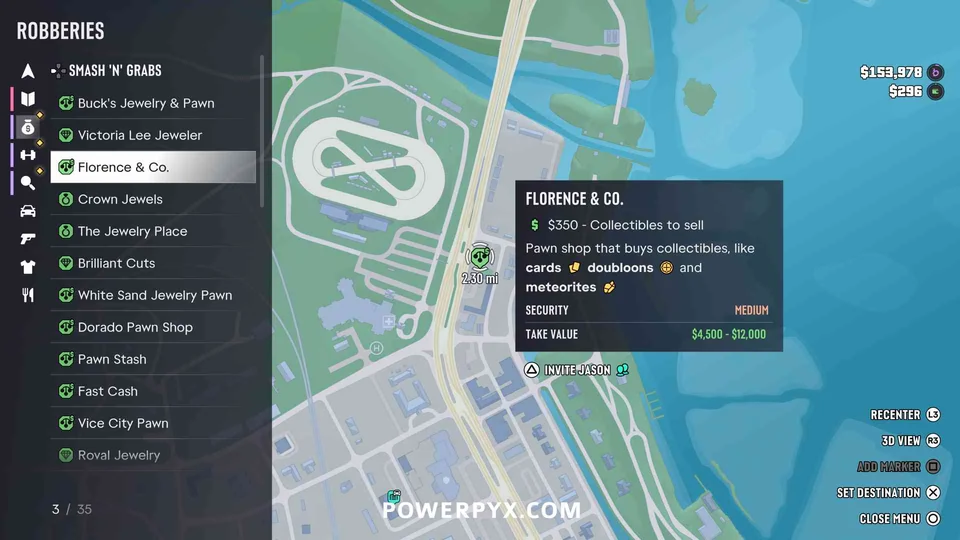 ROBBERIES
SMASH 'N' GRABS
Buck's Jewelry & Pawn
Victoria Lee Jeweler
Florence & Co.
Crown Jewels
The Jewelry Place
Brilliant Cuts
White Sand Jewelry Pawn
Dorado Pawn Shop
Pawn Stash
Fast Cash
Vice City Pawn
Royal Jewelry
3 / 35
$153,978
$296
2.30 mi
H
FLORENCE & CO.
$350 - Collectibles to sell
Pawn shop that buys collectibles, like
cards doubloons and
meteorites
SECURITY MEDIUM
TAKE VALUE $4,500 - $12,000
INVITE JASON
RECENTER L3
3D VIEW R3
ADD MARKER
SET DESTINATION
CLOSE MENU
POWERPYX.COM